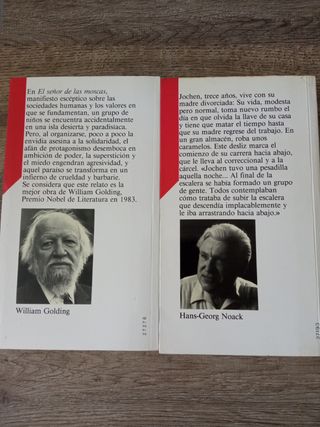 En El señor de las moscas,
manifiesto escéptico sobre las
sociedades humanas y los valores en
que se fundamentan, un grupo de
niños se encuentra accidentalmente
en una isla desierta y paradisíaca.
Pero, al organizarse, poco a poco la
envidia asesina a la solidaridad, el
afán de protagonismo desemboca en
ambición de poder, la superstición y
el miedo engendran agresividad, y
aquel paraíso se transforma en un
infierno de crueldad y barbarie.
Se considera que este relato es la
mejor obra de William Golding,
Premio Nobel de Literatura en 1983.
William Golding
27276
Jochen, trece años, vive con su
madre divorciada: Su vida, modesta
pero normal, toma nuevo rumbo el
día en que olvida la llave de su casa
y tiene que matar el tiempo hasta
que su madre regrese del trabajo. En
un gran almacén, roba unos
caramelos. Este desliz marca el
comienzo de su carrera hacia abajo,
que le lleva al correccional y a la
cárcel. «Jochen tuvo una pesadilla
aquella noche... Al final de la
escalera se había formado un grupo
de gente. Todos contemplaban
cómo trataba de subir la escalera
que descendía implacablemente y le
iba arrastrando hacia abajo.»
Hans-Georg Noack